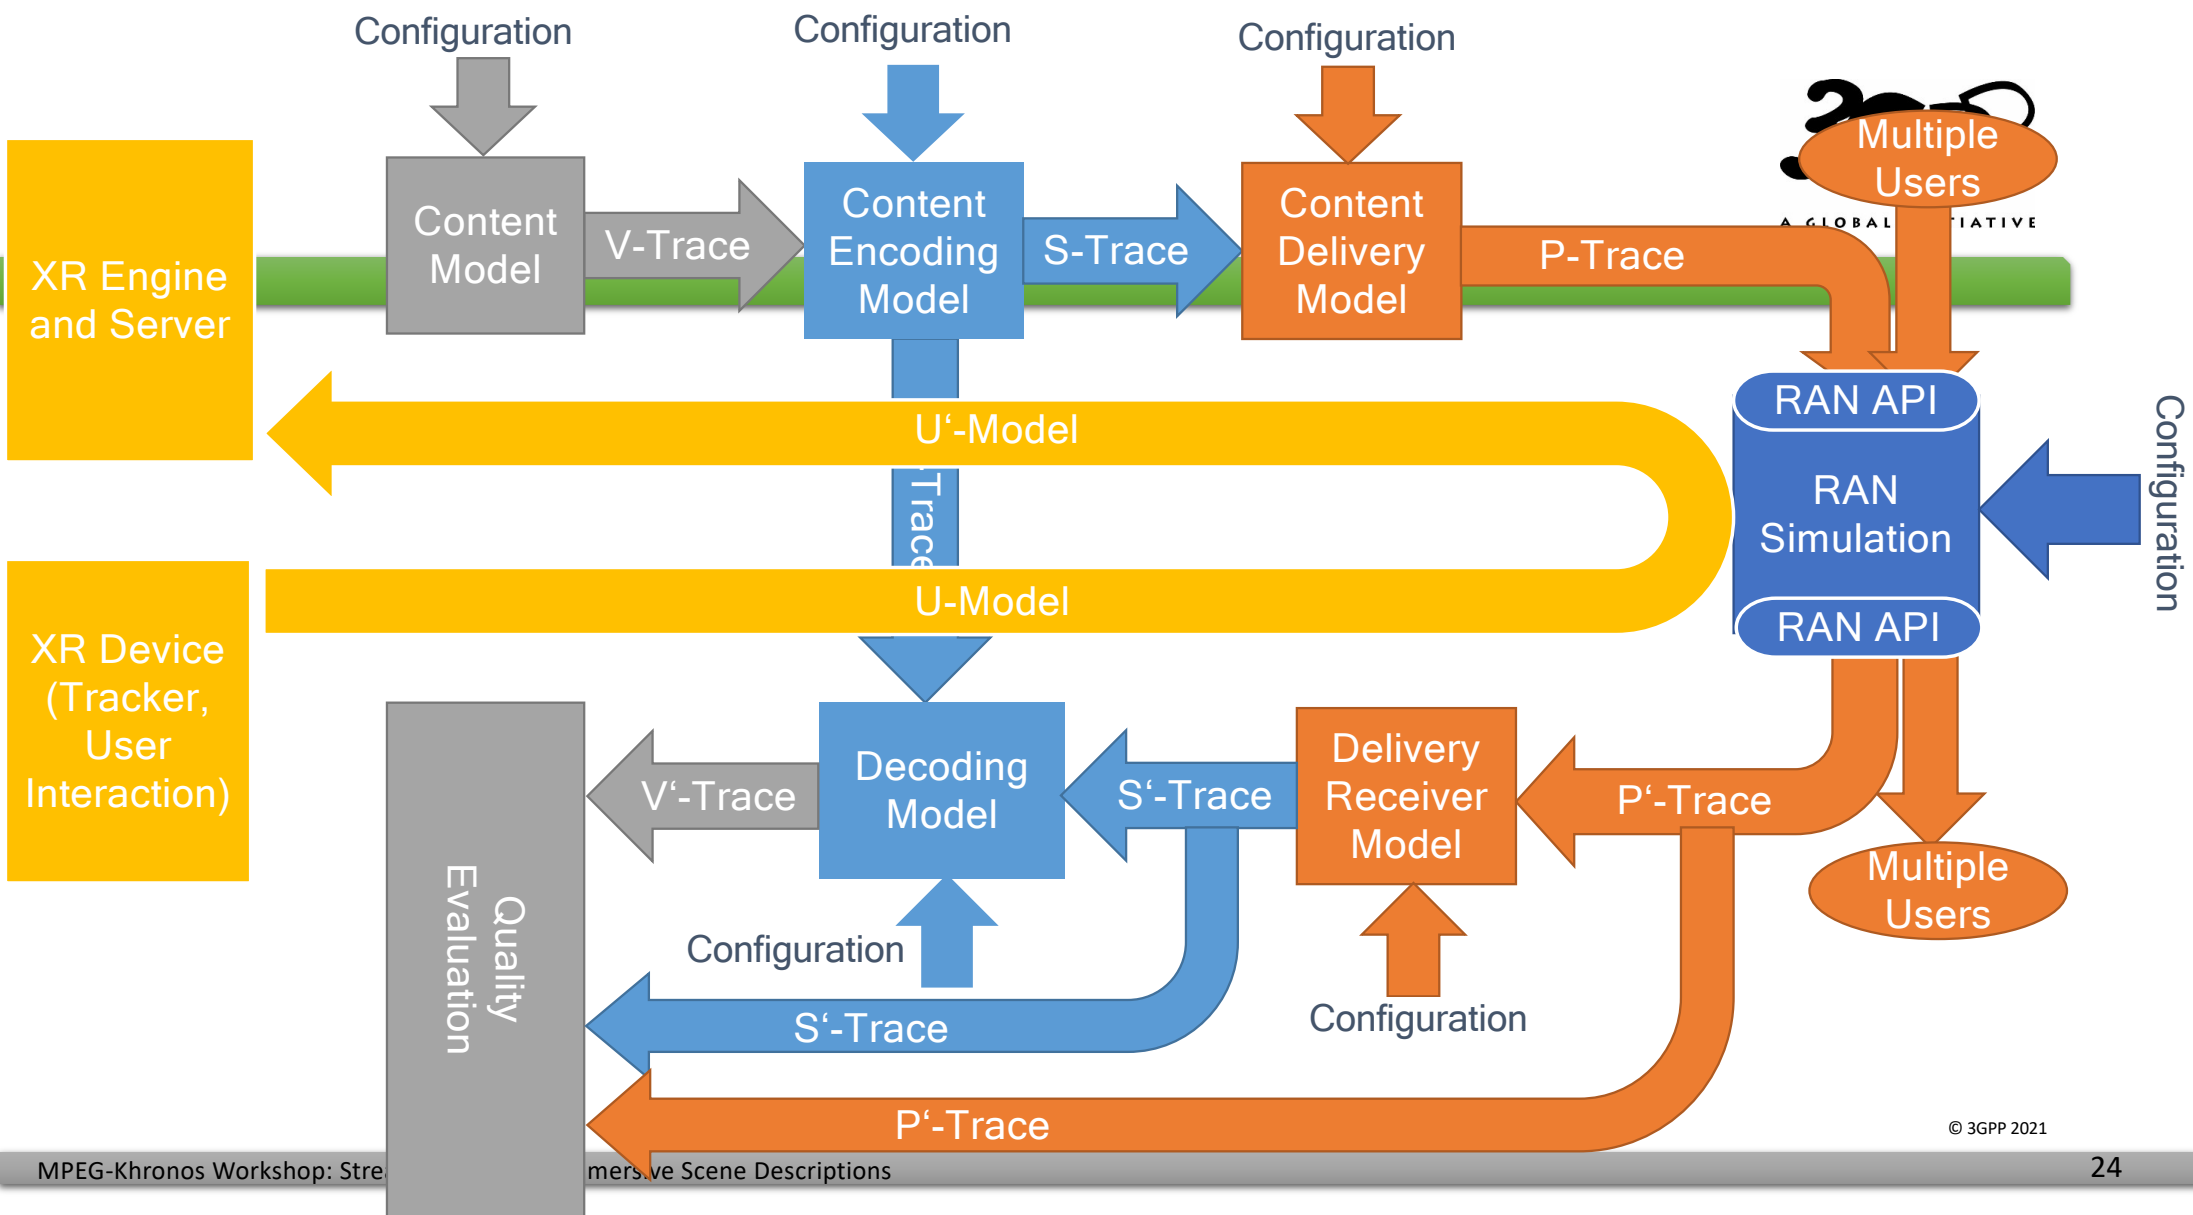 Configuration
Configuration
Configuration
Multiple
Users
A GLOBAL
TIATIVE
XR Engine
and Server
Content
Model
V-Trace
Content
Encoding
Model
S-Trace
Content
Delivery
Model
P-Trace
RAN API
RAN
Simulation
RAN API
Configuration
U‘-Model
Trace
U-Model
XR Device
(Tracker,
User
Interaction)
Quality
Evaluation
V‘-Trace
Decoding
Model
S‘-Trace
Delivery
Receiver
Model
P‘-Trace
Multiple
Users
Configuration
Configuration
S‘-Trace
P‘-Trace
© 3GPP 2021
MPEG-Khronos Workshop: Stre
mersive Scene Descriptions
24